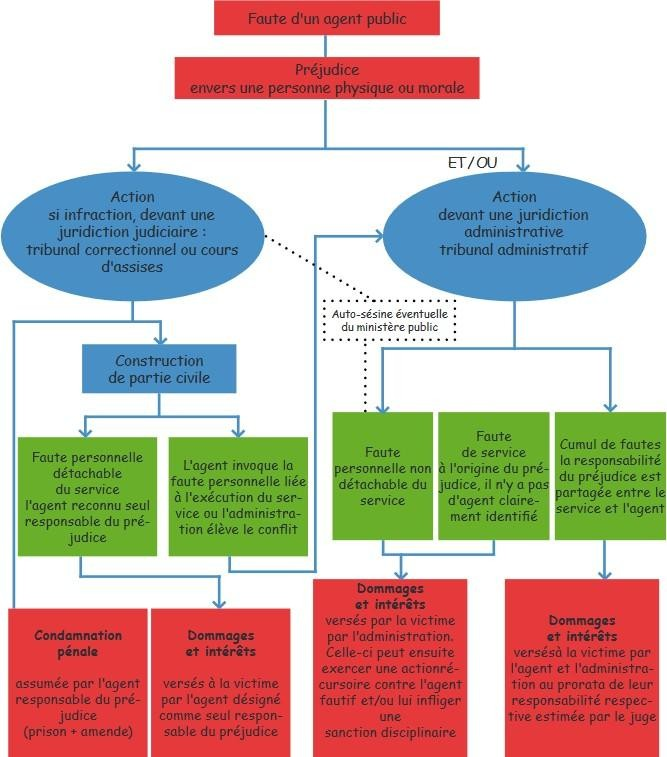 Faute d'un agent public
Préjudice
envers une personne physique ou morale
ET/OU
Action
si infraction, devant une
juridiction judiciaire :
tribunal correctionnel ou cours
d'assises
Action
devant une juridiction
administrative
tribunal administratif
Auto-sésine éventuelle
du ministère public
Construction
de partie civile
Faute personnelle
détachable
du service
l'agent reconnu seul
responsable du pré-
judice
L'agent invoque la
faute personnelle liée
à l'exécution du ser-
vice ou l'administra-
tion élève le conflit
Faute
personnelle non
détachable du
service
Faute
de service
à l'origine du pré-
judice, il n'y a pas
d'agent claire-
ment identifié
Cumul de fautes
la responsabilité
du préjudice est
partagée entre le
service et l'agent
Condamnation
pénale
assumée par l'agent
responsable du pré-
judice
(prison + amende)
Dommages
et intérêts
versés à la victime
par l'agent désigné
comme seul respon-
sable du préjudice
Dommages
et intérêts
versés par la victime
par l'administration.
Celle-ci peut ensuite
exercer une actionré-
cursoire contre l'agent
fautif et/ou lui infliger
une
sanction disciplinaire
Dommages
et intérêts
versésà la victime par
l'agent et l'administra-
tion au prorata de leur
responsabilité respec-
tive estimée par le juge